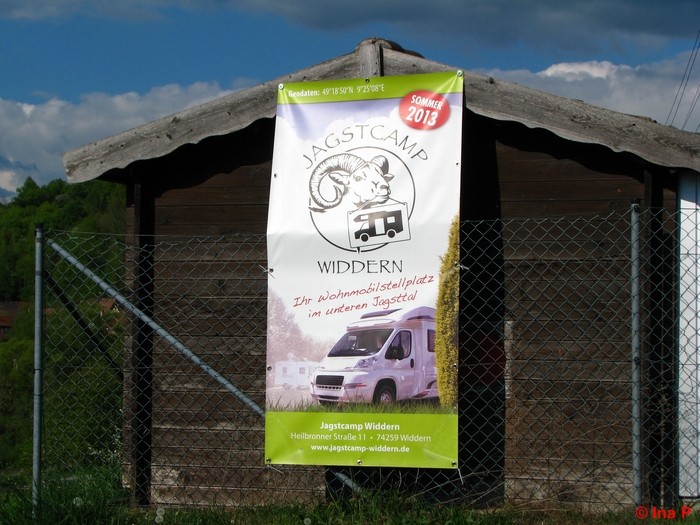 Geodaten: 49°18'50"N 9°25'08"E
SOMMER
2013
JAGSTCAMP
WIDDERN
Ihr Wohnmobilstellplatz
im unteren Jagsttal
Jagstcamp Widdern
Heilbronner Straße 11 • 74259 Widdern
www.jagstcamp-widdern.de
© Ina P